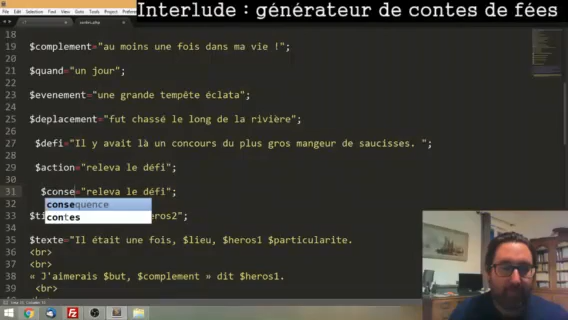 Interlude : générateur de contes de fées
18
19 $complement="au moins une fois dans ma vie !";
20
21 $quand="un jour";
22
23 $evenement="une grande tempête éclata";
24
25 $deplacement="fut chassé le long de la rivière";
26
27 $defi="Il y avait là un concours du plus gros mangeur de saucisses. ";
28
29 $action="releva le défi";
30
31 $conse="releva le défi";
32 consequence
33 contes
34
35 $texte="Il était une fois, $lieu, $heros1 $particularite.
36 <br>
37 <br>
38 « J'aimerais $but, $complement » dit $heros1.
39 <br>